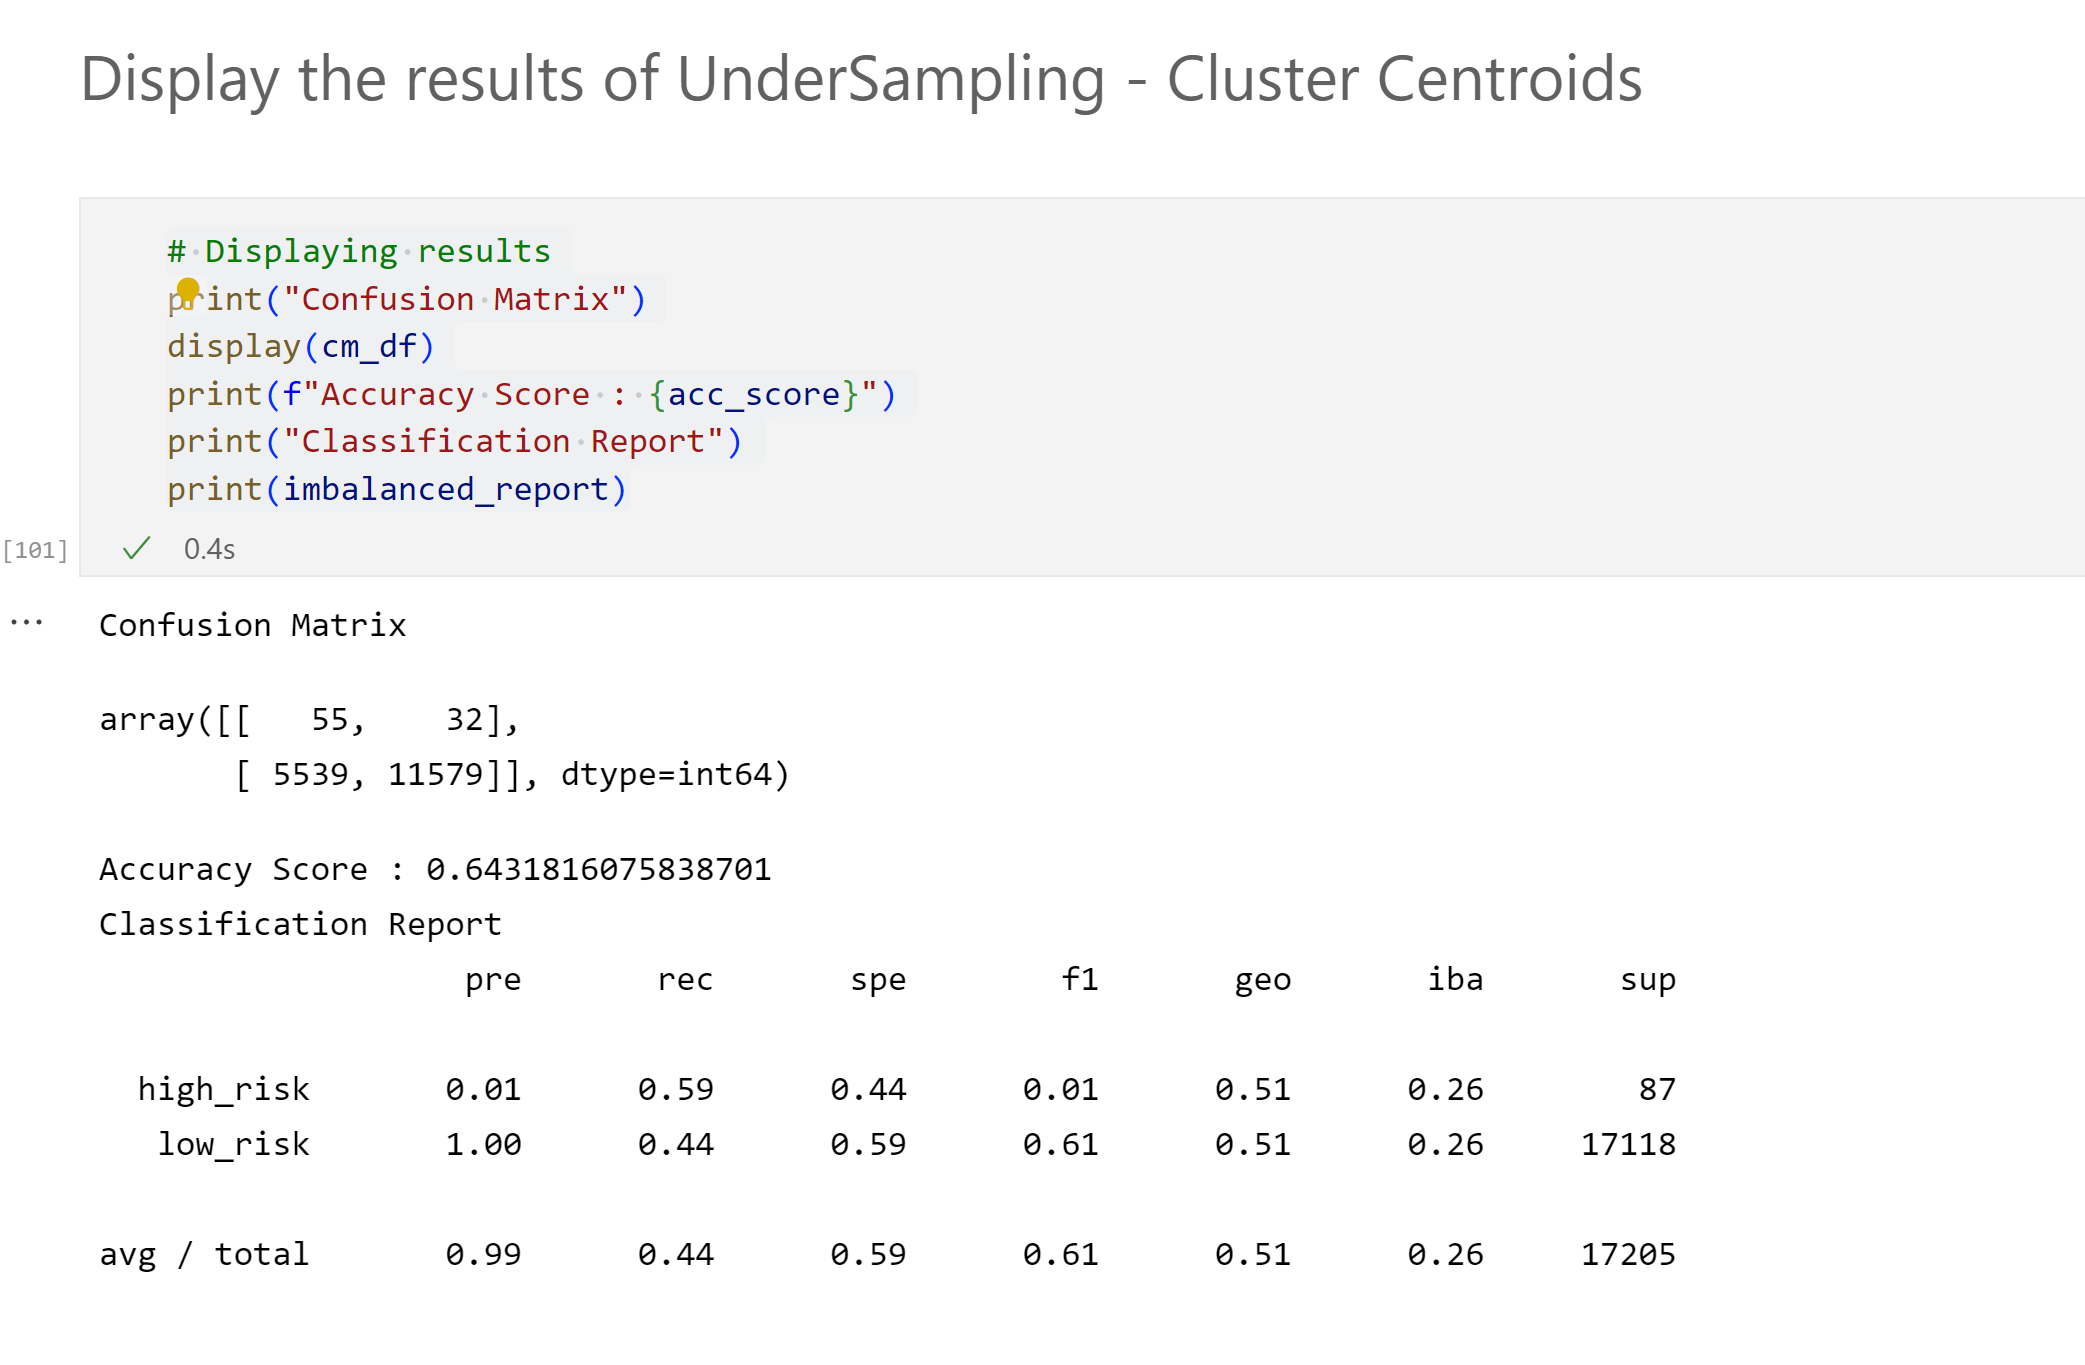 Display the results of UnderSampling - Cluster Centroids
# Displaying results
print("Confusion Matrix")
display(cm_df)
print(f"Accuracy Score : {acc_score}")
print("Classification Report")
print(imbalanced_report)
[101] ✓ 0.4s
... Confusion Matrix
array([[   55,    32],
       [ 5539, 11579]], dtype=int64)
Accuracy Score : 0.6431816075838701
Classification Report
                   pre       rec       spe        f1       geo       iba       sup
  high_risk       0.01      0.59      0.44      0.01      0.51      0.26        87
   low_risk       1.00      0.44      0.59      0.61      0.51      0.26     17118
avg / total       0.99      0.44      0.59      0.61      0.51      0.26     17205